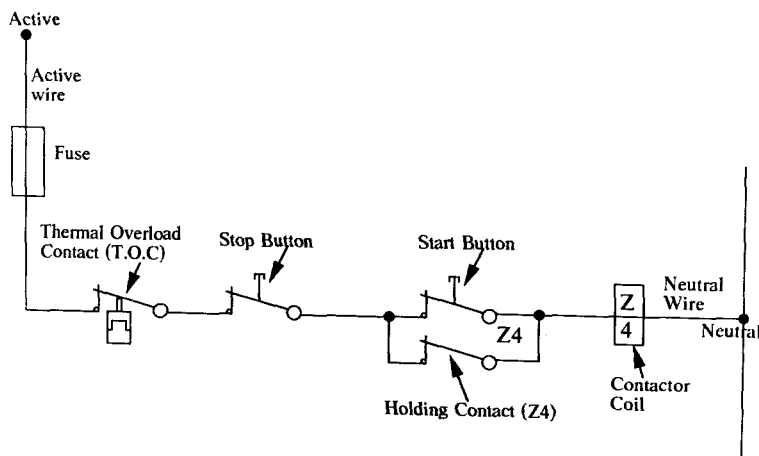 Active
Active
wire
Fuse
Thermal Overload
Contact (T.O.C)
Stop Button
Start Button
Z4
Z
4
Neutral
Wire
Neutral
Holding Contact (Z4)
Contactor
Coil